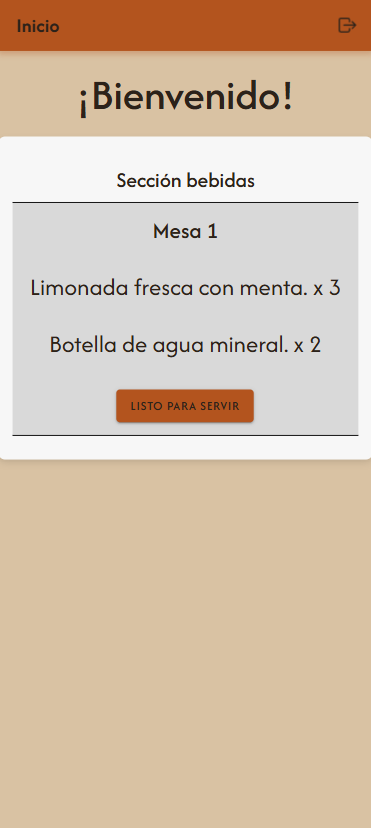 Inicio
¡Bienvenido!
Sección bebidas
Mesa 1
Limonada fresca con menta. x 3
Botella de agua mineral. x 2
LISTO PARA SERVIR